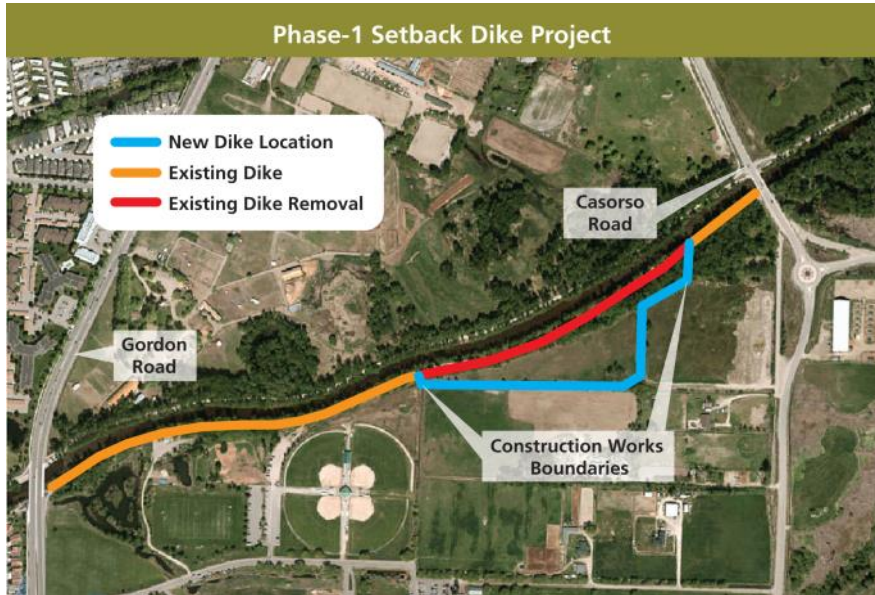 Phase-1 Setback Dike Project
New Dike Location
Existing Dike
Existing Dike Removal
Casorso
Road
Gordon
Road
Construction Works
Boundaries